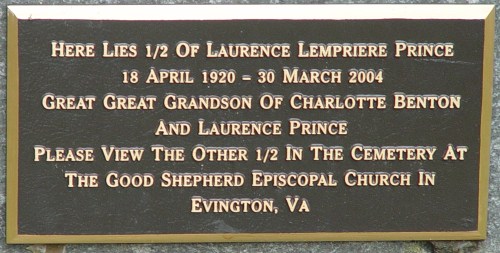 Here Lies 1/2 Of Laurence Lempriere Prince
18 April 1920 – 30 March 2004
Great Great Grandson Of Charlotte Benton
And Laurence Prince
Please View The Other 1/2 In The Cemetery At
The Good Shepherd Episcopal Church In
Evington, Va